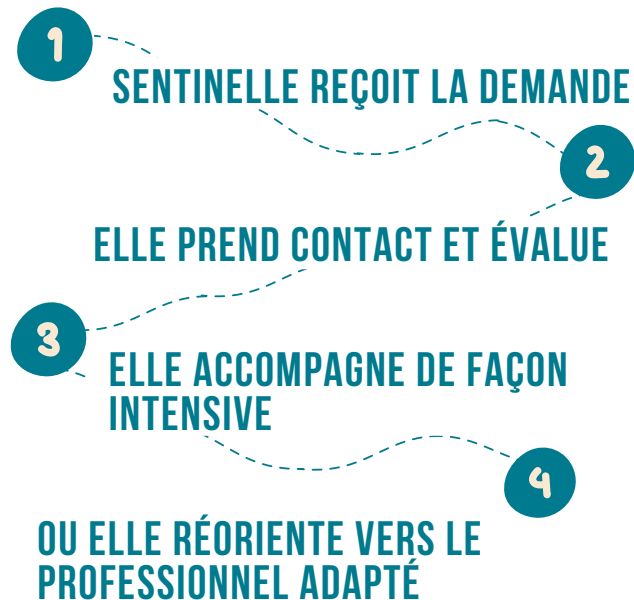 1
SENTINELLE REÇOIT LA DEMANDE
2
ELLE PREND CONTACT ET ÉVALUE
3
ELLE ACCOMPAGNE DE FAÇON
INTENSIVE
4
OU ELLE RÉORIENTE VERS LE
PROFESSIONNEL ADAPTÉ